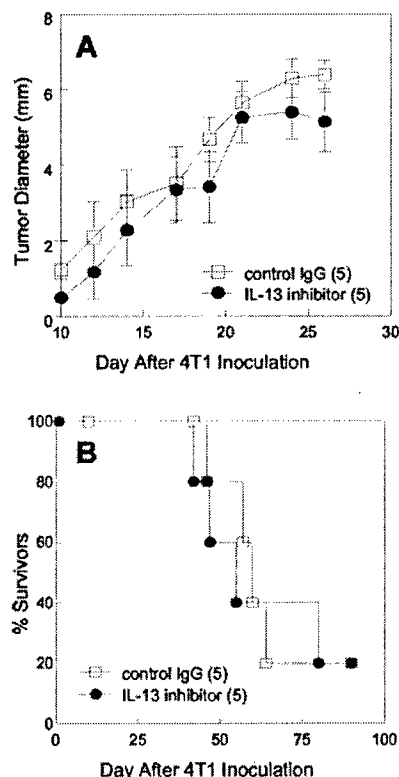 A
Tumor Diameter (mm)
8
6
4
2
0
control IgG (5)
IL-13 inhibitor (5)
10 15 20 25 30
Day After 4T1 Inoculation
B
% Survivors
100
80
60
40
20
0
control IgG (5)
IL-13 inhibitor (5)
0 25 50 75 100
Day After 4T1 Inoculation